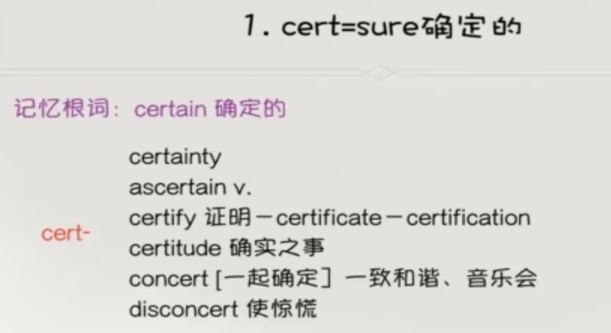 1. cert=sure确定的
记忆根词：certain 确定的
certainty
ascertain v.
certify 证明－certificate－certification
cert-
certitude 确实之事
concert [一起确定］一致和谐、音乐会
disconcert 使惊慌